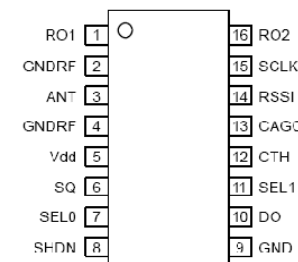 RO1 1 16 RO2
GNDRF 2 15 SCLK
ANT 3 14 RSSI
GNDRF 4 13 CAGC
Vdd 5 12 CTH
SQ 6 11 SEL1
SEL0 7 10 DO
SHDN 8 9 GND